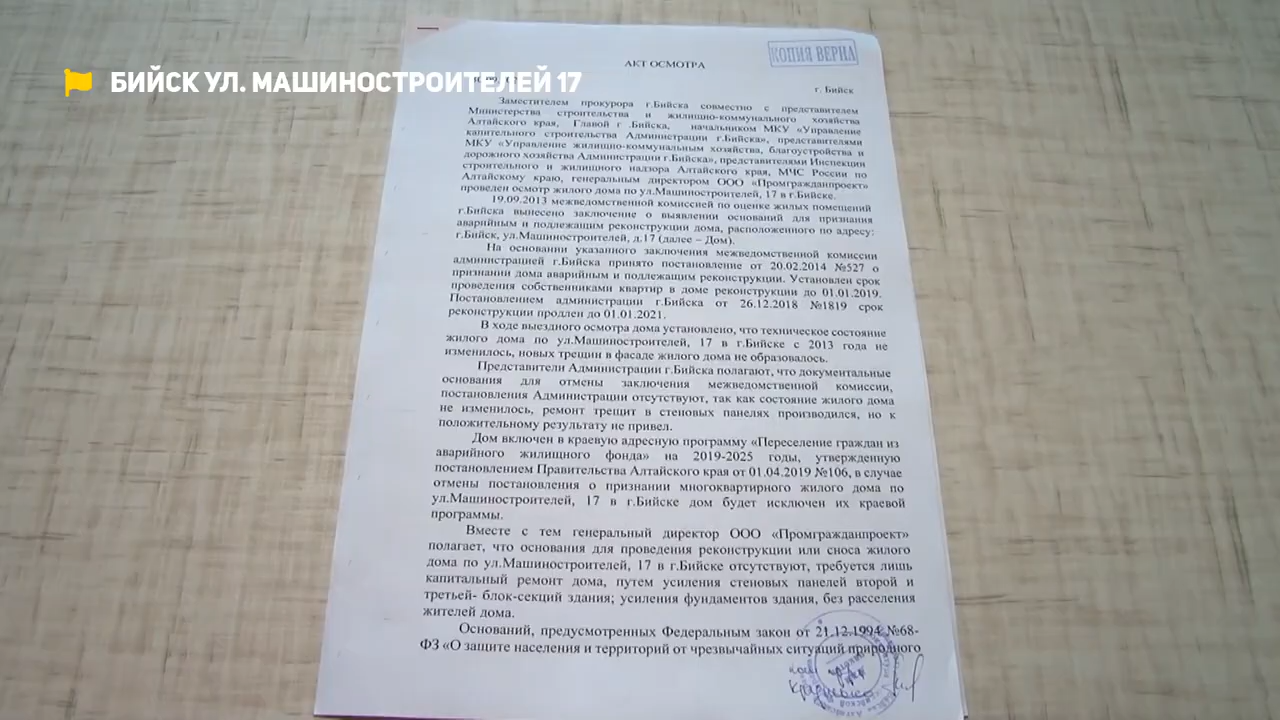 КОПИЯ ВЕРНА
АКТ ОСМОТРА
БИЙСК УЛ. МАШИНОСТРОИТЕЛЕЙ 17
г. Бийск
Заместителем прокурора г.Бийска совместно с представителем
Министерства строительства и жилищно-коммунального хозяйства
Алтайского края, Главой г .Бийска, начальником МКУ «Управление
капительного строительства Администрации г.Бийска», представителями
МКУ «Управление жилищно-коммунальным хозяйства, благоустройства и
дорожного хозяйства Администрации г.Бийска», представителями Инспекции
строительного и жилищного надзора Алтайского края, МЧС России по
Алтайскому краю, генеральным директором ООО «Промгражданпроект»
проведен осмотр жилого дома по ул.Машиностроителей, 17 в г.Бийске.
19.09.2013 межведомственной комиссией по оценке жилых помещений
г.Бийска вынесено заключение о выявлении оснований для признания
аварийным и подлежащим реконструкции дома, расположенного по адресу:
г.Бийск, ул.Машиностроителей, д.17 (далее – Дом).
На основании указанного заключения межведомственной комиссии
администрацией г.Бийска принято постановление от 20.02.2014 №527 о
признании дома аварийным и подлежащим реконструкции. Установлен срок
проведения собственниками квартир в доме реконструкции до 01.01.2019.
Постановлением администрации г.Бийска от 26.12.2018 №1819 срок
реконструкции продлен до 01.01.2021.
В ходе выездного осмотра дома установлено, что техническое состояние
жилого дома по ул.Машиностроителей, 17 в г.Бийске с 2013 года не
изменилось, новых трещин в фасаде жилого дома не образовалось.
Представители Администрации г.Бийска полагают, что документальные
основания для отмены заключения межведомственной комиссии,
постановления Администрации отсутствуют, так как состояние жилого дома
не изменилось, ремонт трещит в стеновых панелях производился, но к
положительному результату не привел.
Дом включен в краевую адресную программу «Переселение граждан из
аварийного жилищного фонда» на 2019-2025 годы, утвержденную
постановлением Правительства Алтайского края от 01.04.2019 №106, в случае
отмены постановления о признании многоквартирного жилого дома по
ул.Машиностроителей, 17 в г.Бийске дом будет исключен их краевой
программы.
Вместе с тем генеральный директор ООО «Промгражданпроект»
полагает, что основания для проведения реконструкции или сноса жилого
дома по ул.Машиностроителей, 17 в г.Бийске отсутствуют, требуется лишь
капитальный ремонт дома, путем усиления стеновых панелей второй и
третьей- блок-секций здания; усиления фундаментов здания, без расселения
жителей дома.
Оснований, предусмотренных Федеральным закон от 21.12.1994 №68-
ФЗ «О защите населения и территорий от чрезвычайных ситуаций природного